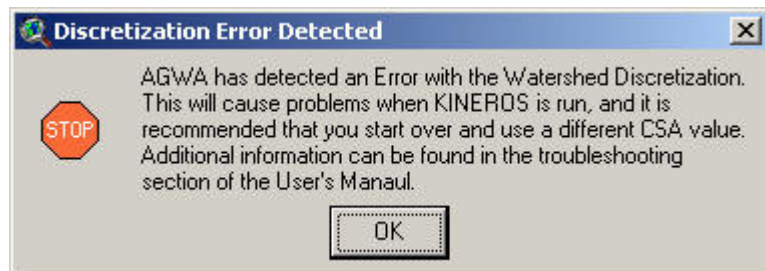 Discretization Error Detected
AGWA has detected an Error with the Watershed Discretization.
This will cause problems when KINEROS is run, and it is
STOP
recommended that you start over and use a different CSA value.
Additional information can be found in the troubleshooting
section of the User's Manaul.
OK